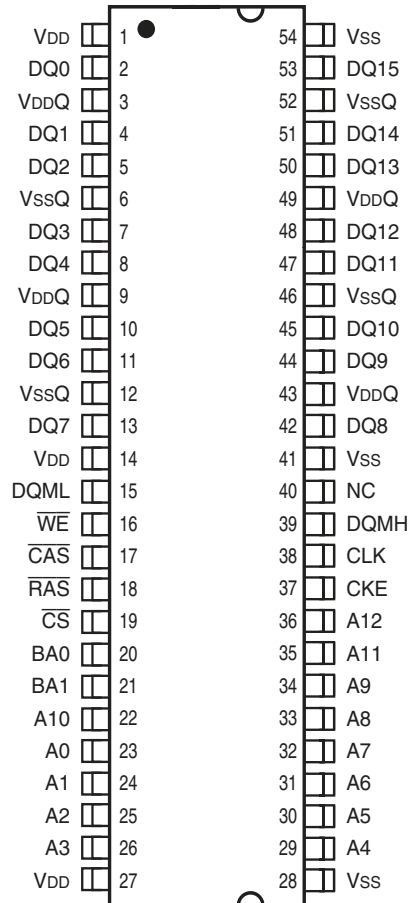 VDD 1 54 VSS
DQ0 2 53 DQ15
VDDQ 3 52 VSSQ
DQ1 4 51 DQ14
DQ2 5 50 DQ13
VSSQ 6 49 VDDQ
DQ3 7 48 DQ12
DQ4 8 47 DQ11
VDDQ 9 46 VSSQ
DQ5 10 45 DQ10
DQ6 11 44 DQ9
VSSQ 12 43 VDDQ
DQ7 13 42 DQ8
VDD 14 41 VSS
DQML 15 40 NC
W̅E̅ 16 39 DQMH
C̅A̅S̅ 17 38 CLK
R̅A̅S̅ 18 37 CKE
C̅S̅ 19 36 A12
BA0 20 35 A11
BA1 21 34 A9
A10 22 33 A8
A0 23 32 A7
A1 24 31 A6
A2 25 30 A5
A3 26 29 A4
VDD 27 28 VSS